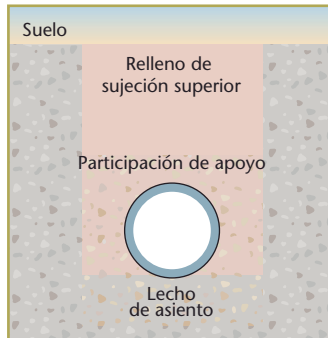 Suelo
Relleno de
sujeción superior
Participación de apoyo
Lecho
de asiento